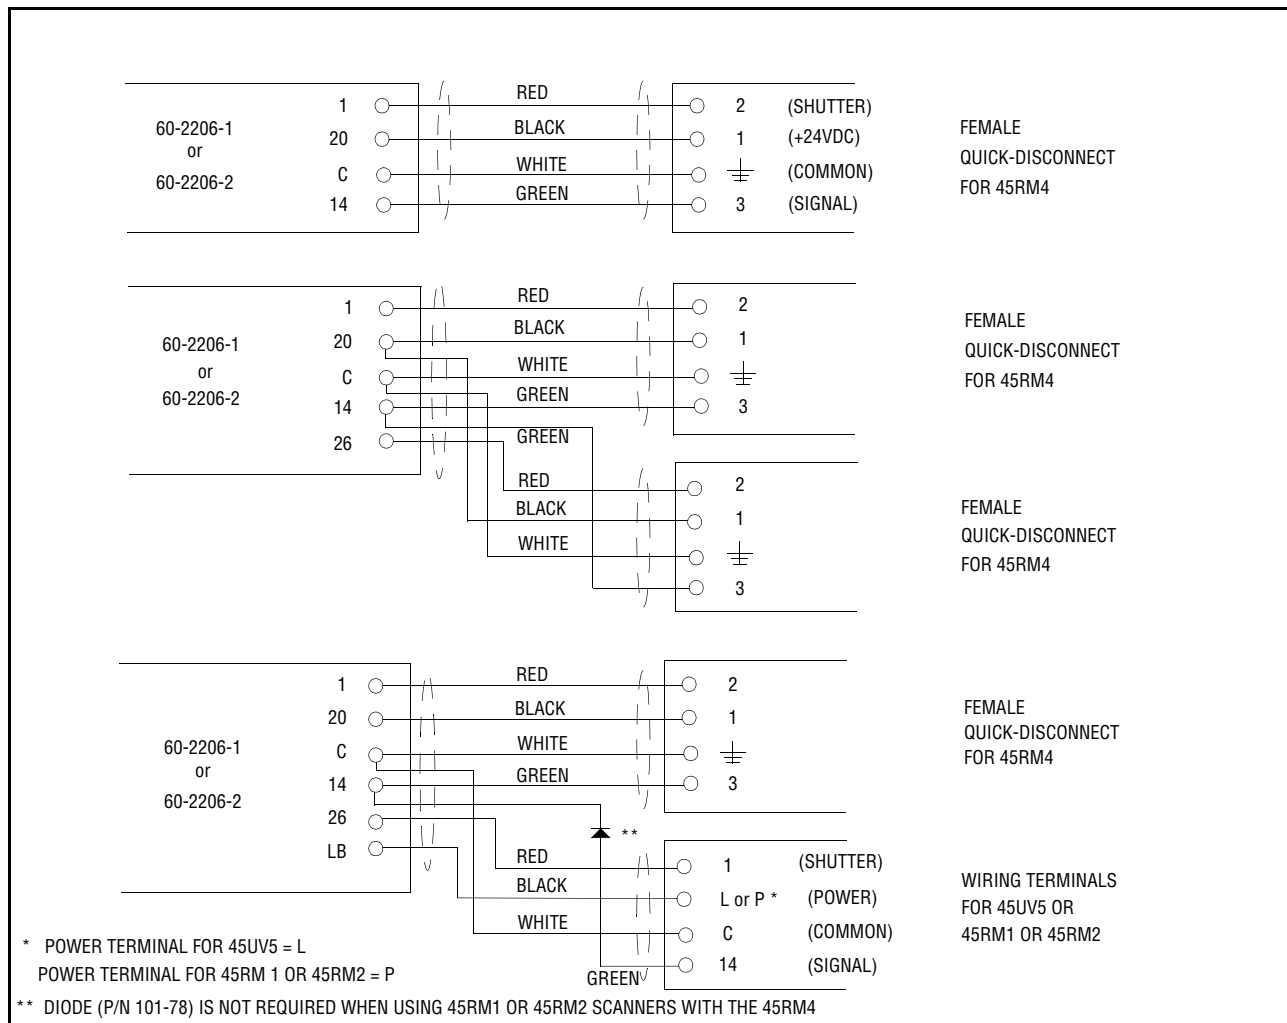 RED
1 2 (SHUTTER)
60-2206-1 BLACK FEMALE
or 20 1 (+24VDC) QUICK-DISCONNECT
60-2206-2 WHITE FOR 45RM4
C (COMMON)
GREEN
14 3 (SIGNAL)
RED
1 2
BLACK FEMALE
60-2206-1 20 1 QUICK-DISCONNECT
or WHITE FOR 45RM4
60-2206-2 C
GREEN
14 3
GREEN
26
RED
2
BLACK FEMALE
1 QUICK-DISCONNECT
WHITE FOR 45RM4
3
RED
1 2
BLACK FEMALE
20 1 QUICK-DISCONNECT
60-2206-1 WHITE FOR 45RM4
or C
60-2206-2 GREEN
14 3
26 **
LB
RED
1 (SHUTTER)
BLACK WIRING TERMINALS
L or P * (POWER) FOR 45UV5 OR
WHITE 45RM1 OR 45RM2
C (COMMON)
14 (SIGNAL)
GREEN
* POWER TERMINAL FOR 45UV5 = L
POWER TERMINAL FOR 45RM 1 OR 45RM2 = P
** DIODE (P/N 101-78) IS NOT REQUIRED WHEN USING 45RM1 OR 45RM2 SCANNERS WITH THE 45RM4